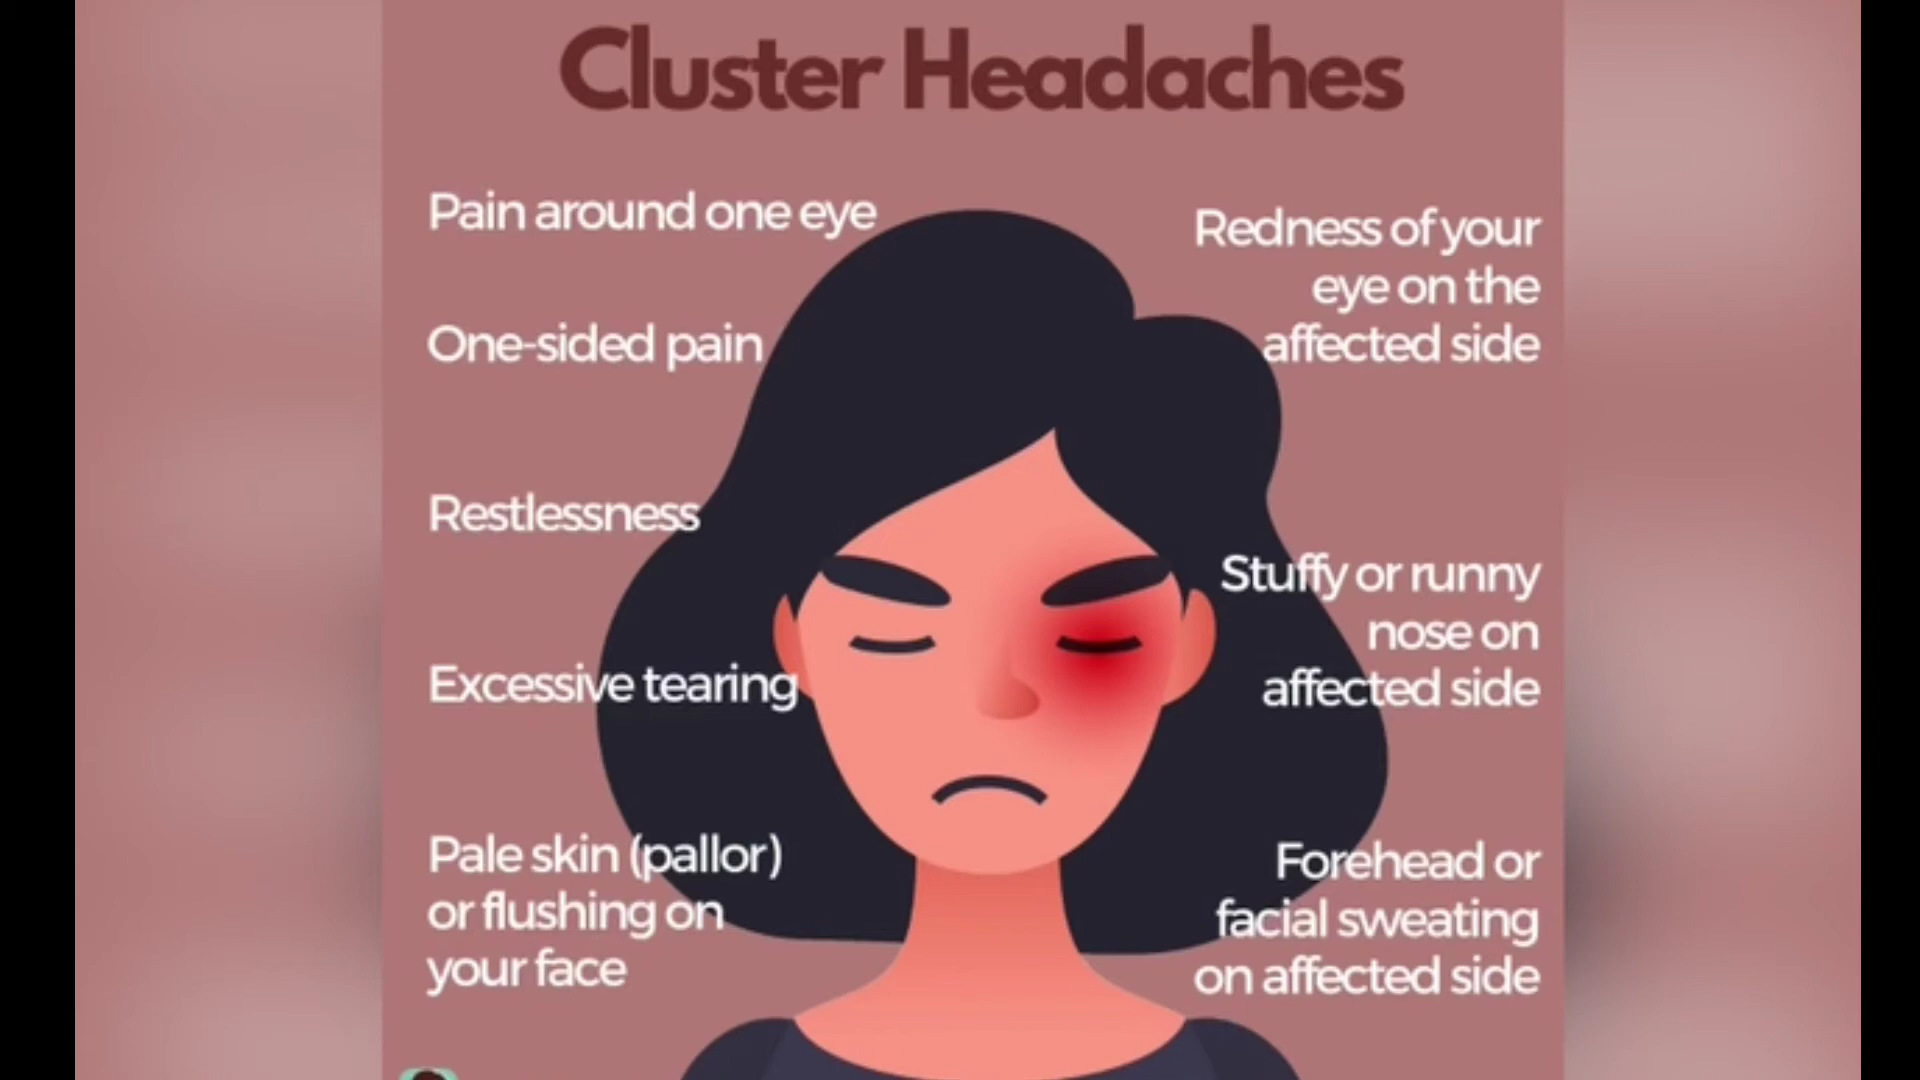 Cluster Headaches
Pain around one eye
One-sided pain
Restlessness
Excessive tearing
Pale skin (pallor)
or flushing on
your face
Redness of your
eye on the
affected side
Stuffy or runny
nose on
affected side
Forehead or
facial sweating
on affected side